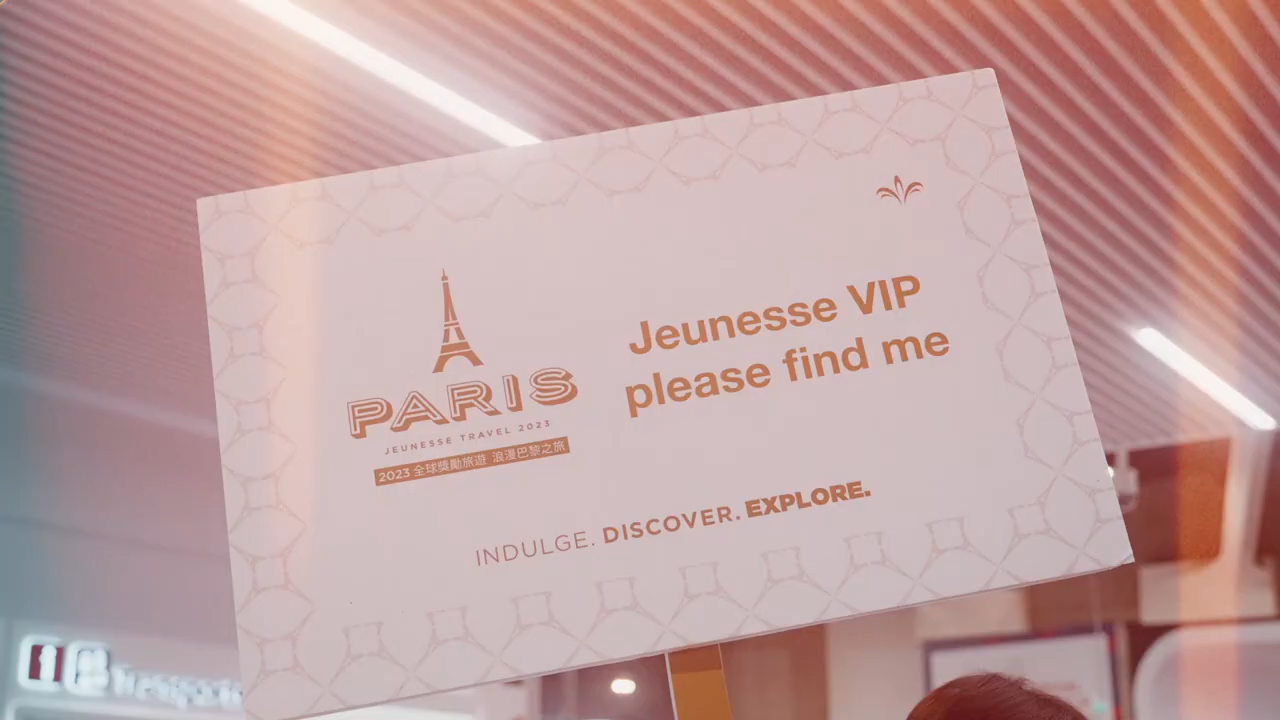 PARIS
JEUNESSE TRAVEL 2023
2023 全球獎勵旅遊 浪漫巴黎之旅
Jeunesse VIP
please find me
INDULGE. DISCOVER. EXPLORE.